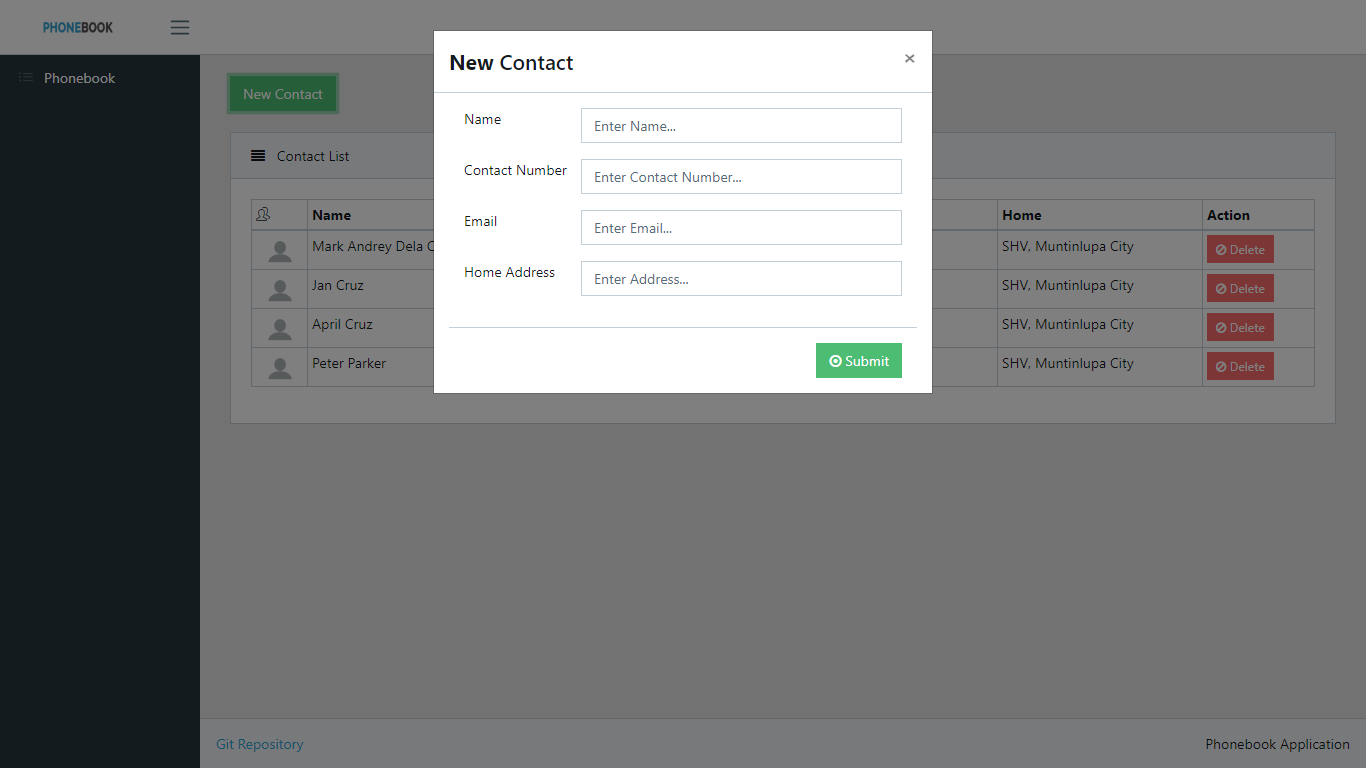 PHONEBOOK
Phonebook
New Contact
Contact List
Name
Home
Action
Mark Andrey Dela
SHV, Muntinlupa City
Delete
Jan Cruz
SHV, Muntinlupa City
Delete
April Cruz
SHV, Muntinlupa City
Delete
Peter Parker
SHV, Muntinlupa City
Delete
New Contact
×
Name
Enter Name...
Contact Number
Enter Contact Number...
Email
Enter Email...
Home Address
Enter Address...
Submit
Git Repository
Phonebook Application